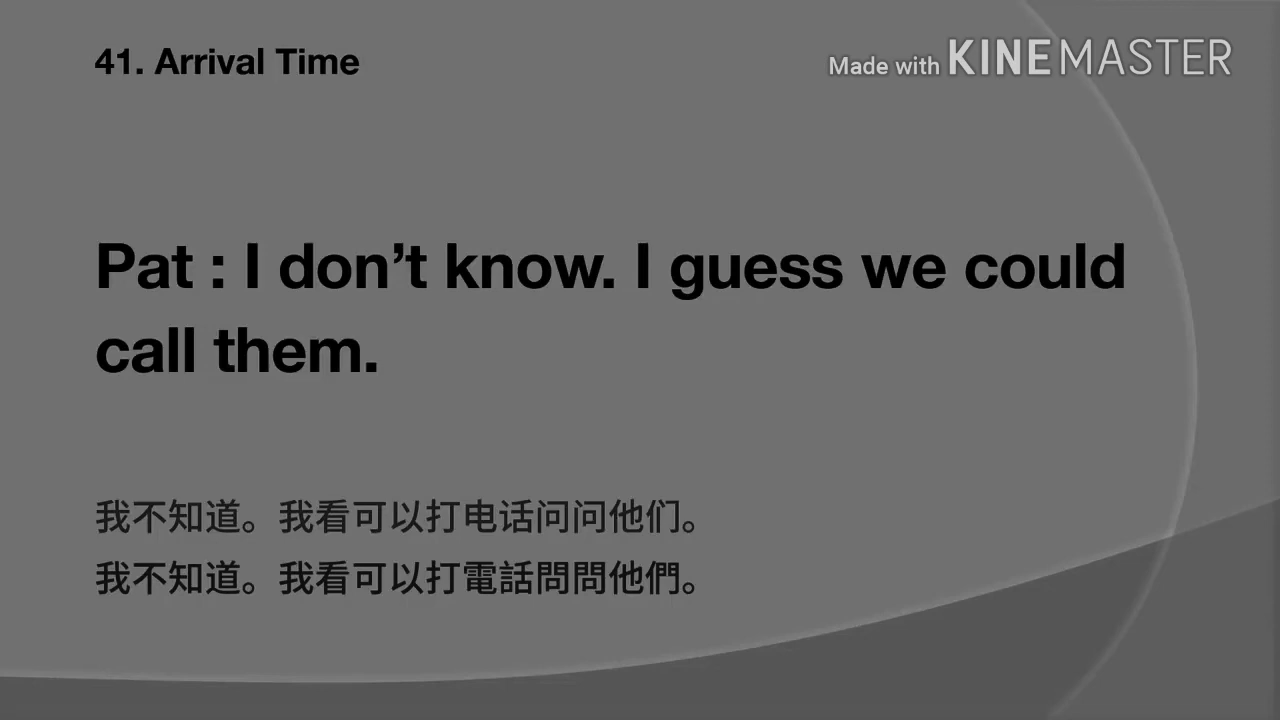 41. Arrival Time
Made with KINEMASTER
Pat : I don’t know. I guess we could
call them.
我不知道。我看可以打电话问问他们。
我不知道。我看可以打電話問問他們。